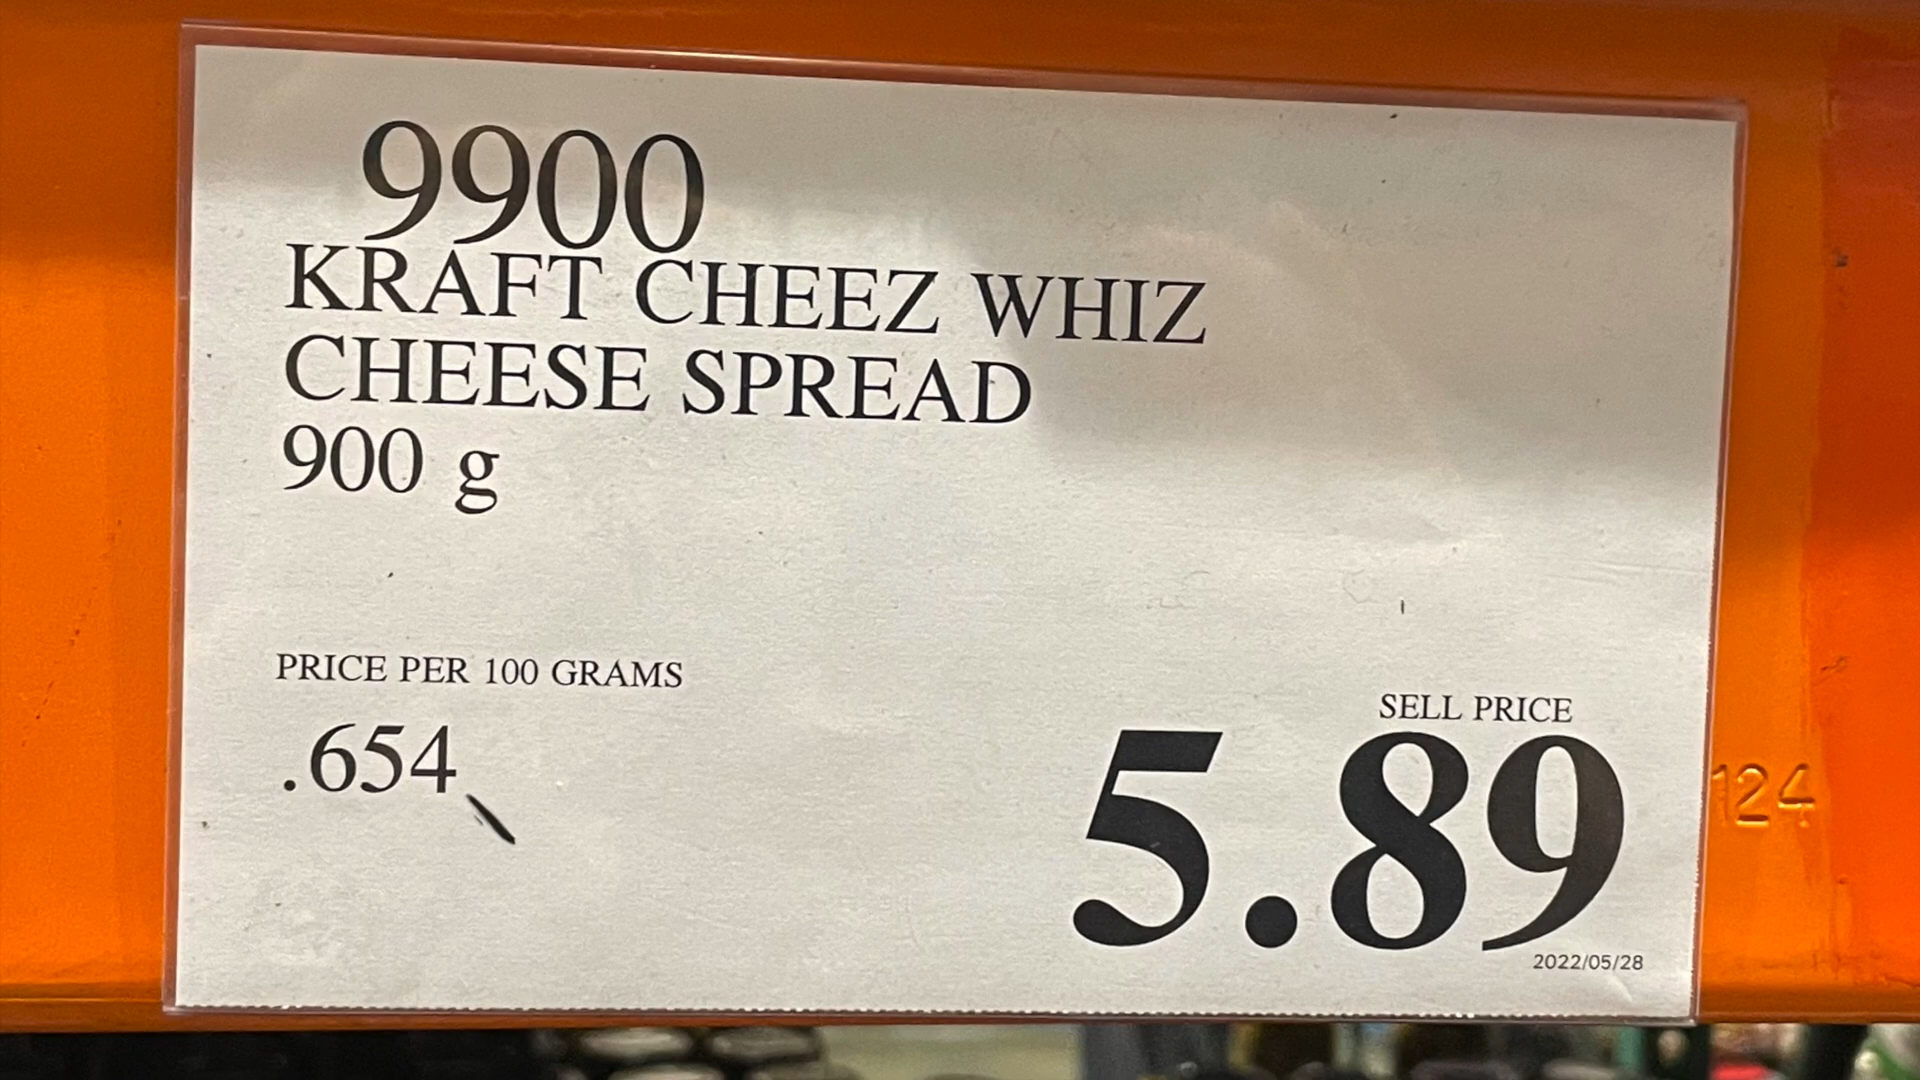 9900
KRAFT CHEEZ WHIZ
CHEESE SPREAD
900 g
PRICE PER 100 GRAMS
.654
SELL PRICE
5.89
2022/05/28
124